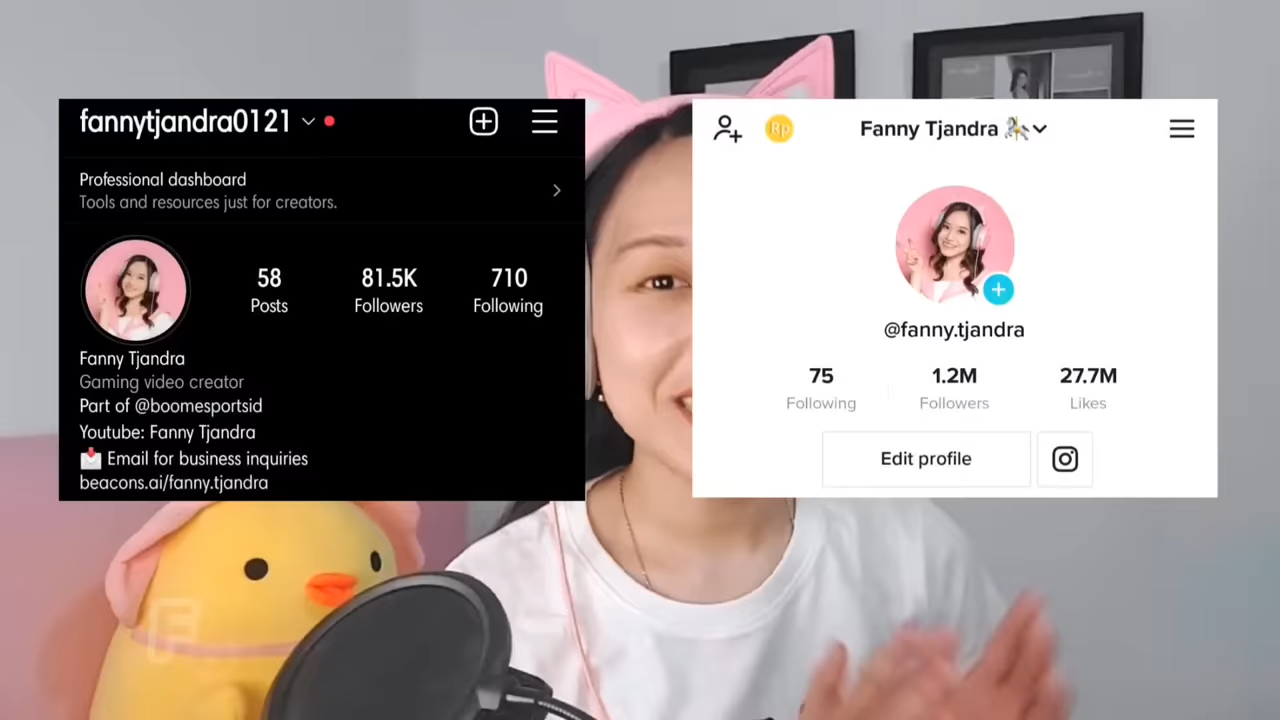 fannytjandra0121
Professional dashboard
Tools and resources just for creators.
58
Posts
81.5K
Followers
710
Following
Fanny Tjandra
Gaming video creator
Part of @boomesportsid
Youtube: Fanny Tjandra
📩 Email for business inquiries
beacons.ai/fanny.tjandra
Rp
Fanny Tjandra 🎠
@fanny.tjandra
75
Following
1.2M
Followers
27.7M
Likes
Edit profile